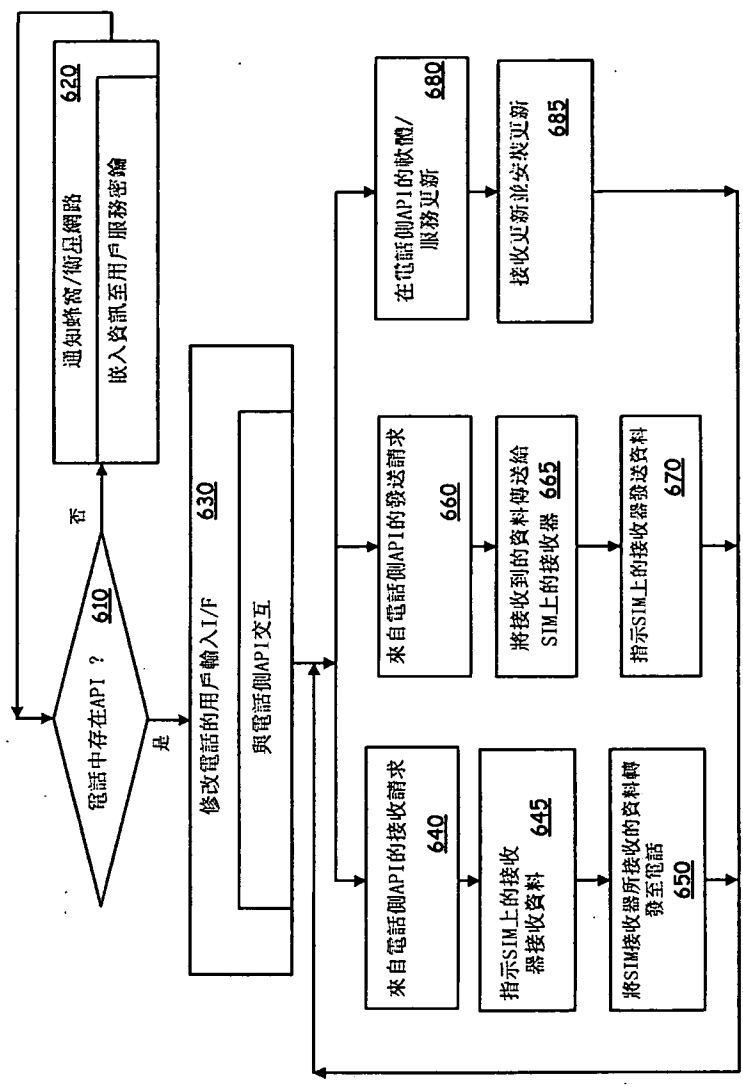 電話中存在API ?
610
否
是
通知蜂窩/衛星網路
620
嵌入資訊至用戶服務密鑰
修改電話的用戶輸入I/F
630
與電話側API交互
來自電話側API的接收請求
640
指示SIM上的接收
器接收資料
645
將SIM接收器所接收的資料轉
發至電話
650
來自電話側API的發送請求
660
將接收到的資料傳送給
SIM上的接收器 665
指示SIM上的接收器發送資料
670
在電話側API的軟體/
服務更新
680
接收更新並安裝更新
685